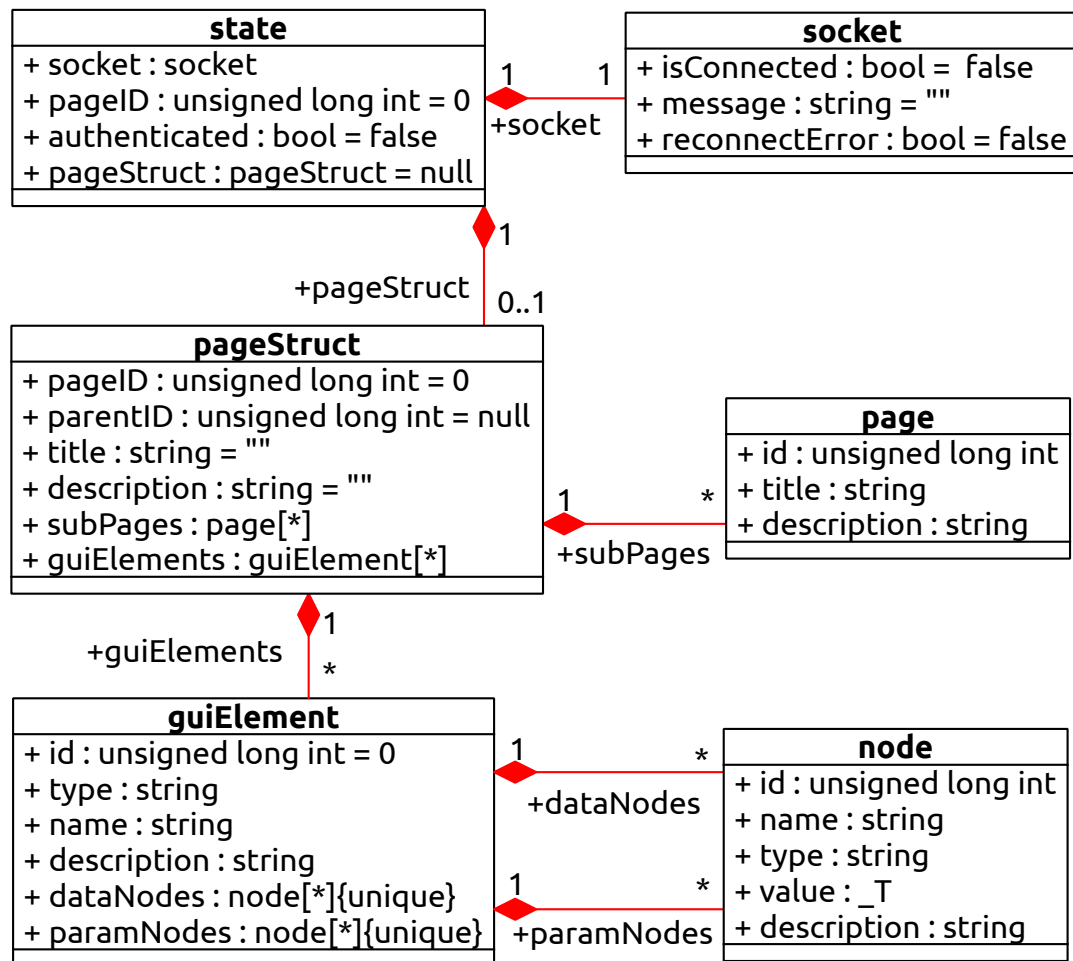 state
+ socket : socket
+ pageID : unsigned long int = 0
+ authenticated : bool = false
+ pageStruct : pageStruct = null
1
1
+socket
socket
+ isConnected : bool = false
+ message : string = ""
+ reconnectError : bool = false
1
+pageStruct
0..1
pageStruct
+ pageID : unsigned long int = 0
+ parentID : unsigned long int = null
+ title : string = ""
+ description : string = ""
+ subPages : page[*]
+ guiElements : guiElement[*]
1
*
+subPages
page
+ id : unsigned long int
+ title : string
+ description : string
1
+guiElements
*
guiElement
+ id : unsigned long int = 0
+ type : string
+ name : string
+ description : string
+ dataNodes : node[*]{unique}
+ paramNodes : node[*]{unique}
1
*
+dataNodes
1
*
+paramNodes
node
+ id : unsigned long int
+ name : string
+ type : string
+ value : _T
+ description : string